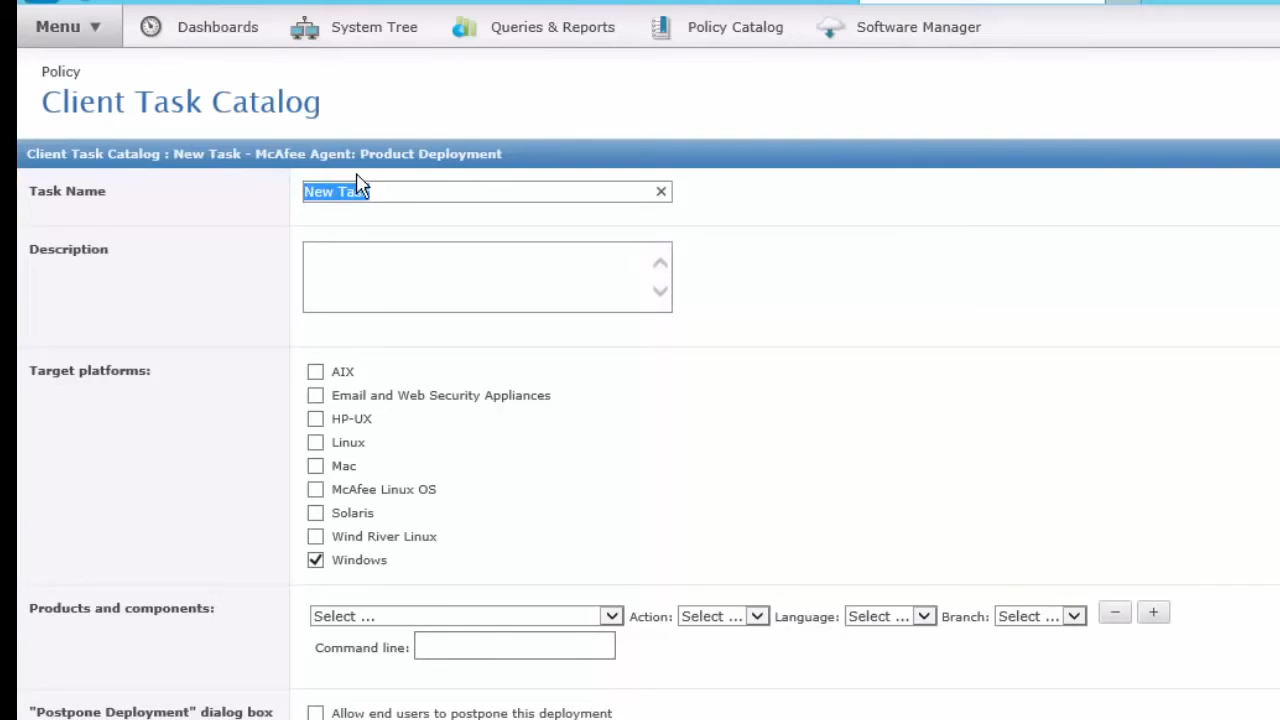 Menu ▼ Dashboards System Tree Queries & Reports Policy Catalog Software Manager
Policy
Client Task Catalog
Client Task Catalog : New Task - McAfee Agent: Product Deployment
Task Name New Task
Description
Target platforms: AIX
Email and Web Security Appliances
HP-UX
Linux
Mac
McAfee Linux OS
Solaris
Wind River Linux
Windows
Products and components: Select ... Action: Select ... Language: Select ... Branch: Select ... − +
Command line:
"Postpone Deployment" dialog box Allow end users to postpone this deployment